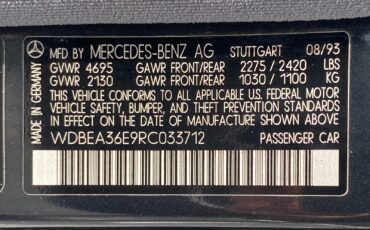 MFD BY MERCEDES-BENZ AG STUTTGART 08/93
GVWR 4695 GAWR FRONT/REAR 2275 / 2420 LBS
GVWR 2130 GAWR FRONT/REAR 1030 / 1100 KG
THIS VEHICLE CONFORMS TO ALL APPLICABLE U.S. FEDERAL MOTOR
VEHICLE SAFETY, BUMPER, AND THEFT PREVENTION STANDARDS IN
EFFECT ON THE DATE OF MANUFACTURE SHOWN ABOVE.
WDBEA36E9RC033712 PASSENGER CAR
MADE IN GERMANY